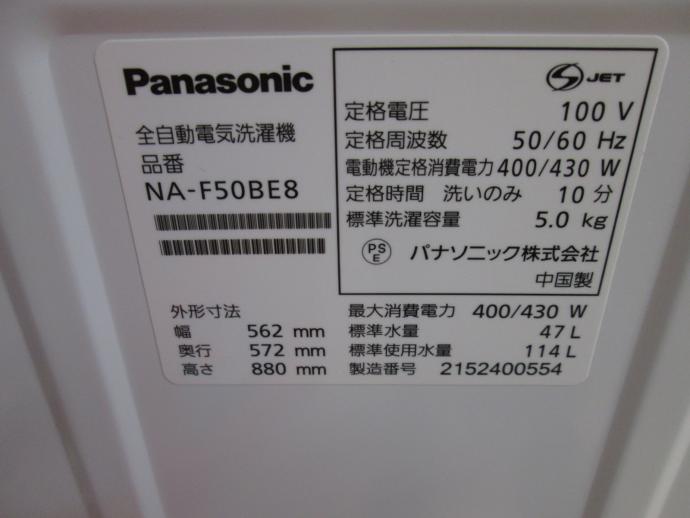 Panasonic
全自動電気洗濯機
品番
NA-F50BE8
外形寸法
幅 562 mm
奥行 572 mm
高さ 880 mm
S JET
定格電圧 100 V
定格周波数 50/60 Hz
電動機定格消費電力 400/430 W
定格時間 洗いのみ 10 分
標準洗濯容量 5.0 kg
PS E パナソニック株式会社
中国製
最大消費電力 400/430 W
標準水量 47 L
標準使用水量 114 L
製造番号 2152400554